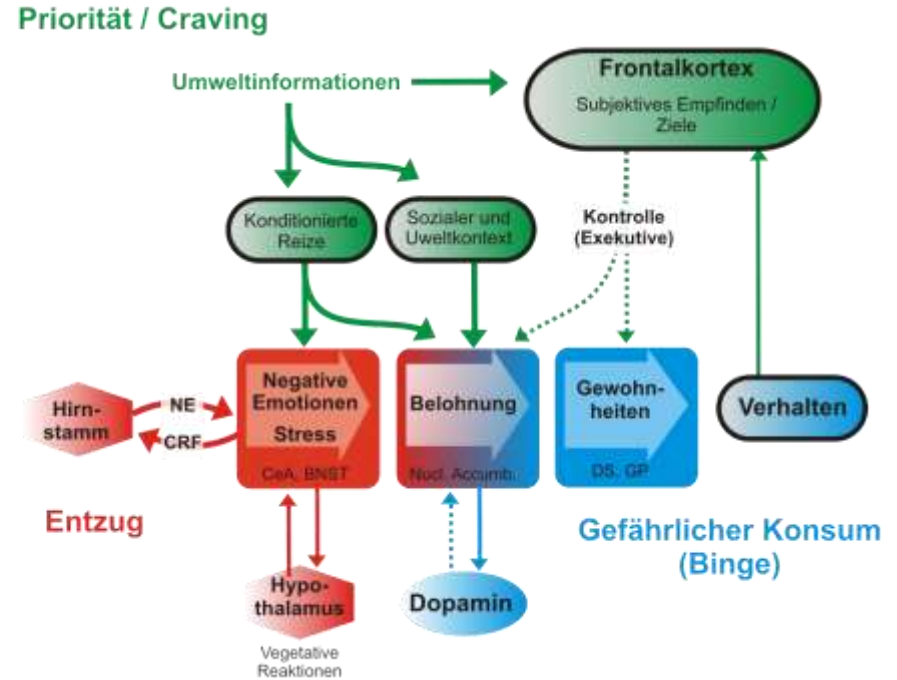 Priorität / Craving
Umweltinformationen
Frontalkortex
Subjektives Empfinden /
Ziele
Konditionierte
Reize
Sozialer und
Uweltkontext
Kontrolle
(Exekutive)
Hirn-
stamm
NE
CRF
Negative
Emotionen
Stress
CeA, BNST
Belohnung
Nucl. Accumb.
Gewohn-
heiten
DS, GP
Verhalten
Entzug
Gefährlicher Konsum
(Binge)
Hypo-
thalamus
Vegetative
Reaktionen
Dopamin